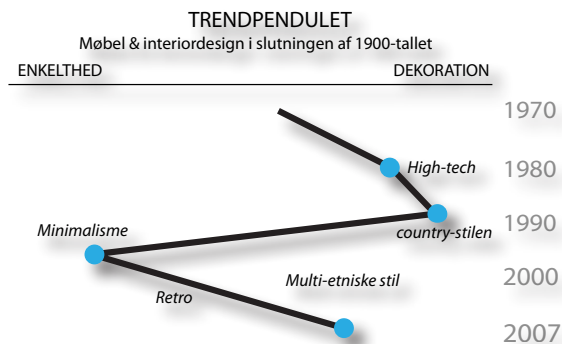 TRENDPENDULET
Møbel & interiordesign i slutningen af 1900-tallet
ENKELTHED DEKORATION
1970
High-tech 1980
Minimalisme country-stilen 1990
Multi-etniske stil 2000
Retro
2007